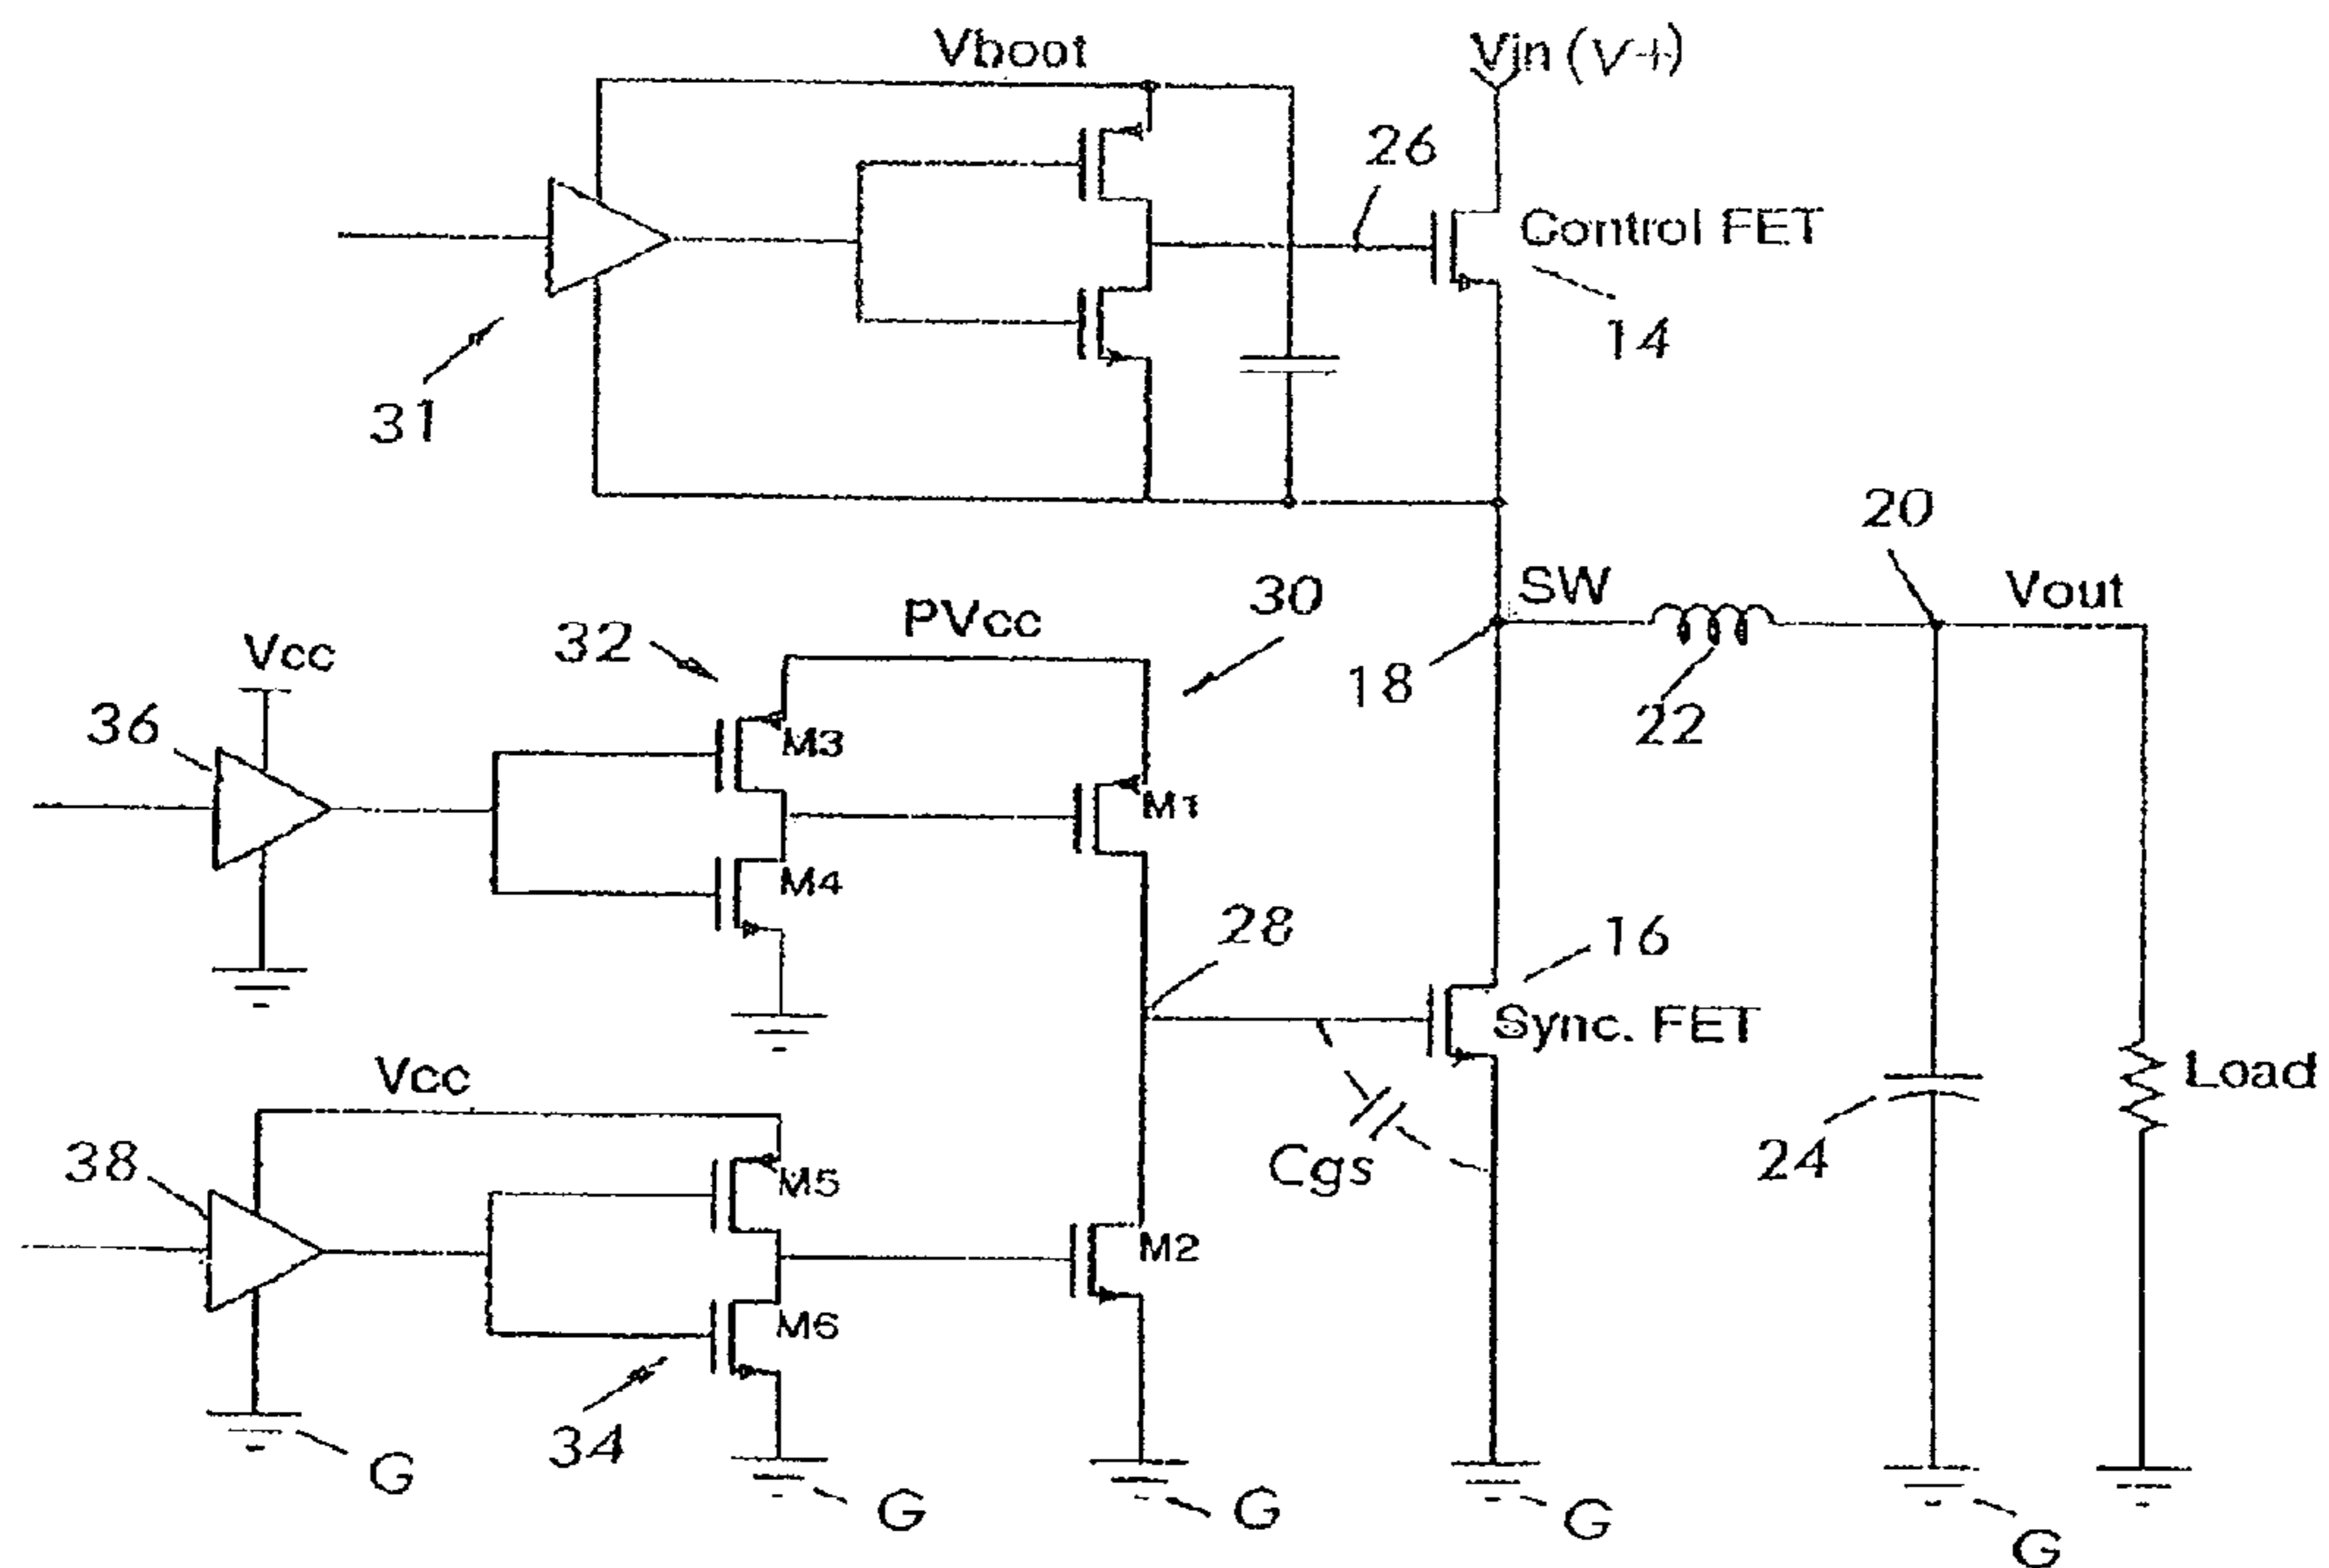 Vboot
Vin (V+)
26
Control FET
14
31
20
SW
Vout
30
PVcc
32
Vcc
18
22
36
M3
M1
M4
28
16
Sync. FET
Load
Vcc
24
Cgs
38
M5
M2
M6
34
G
G
G
G
G